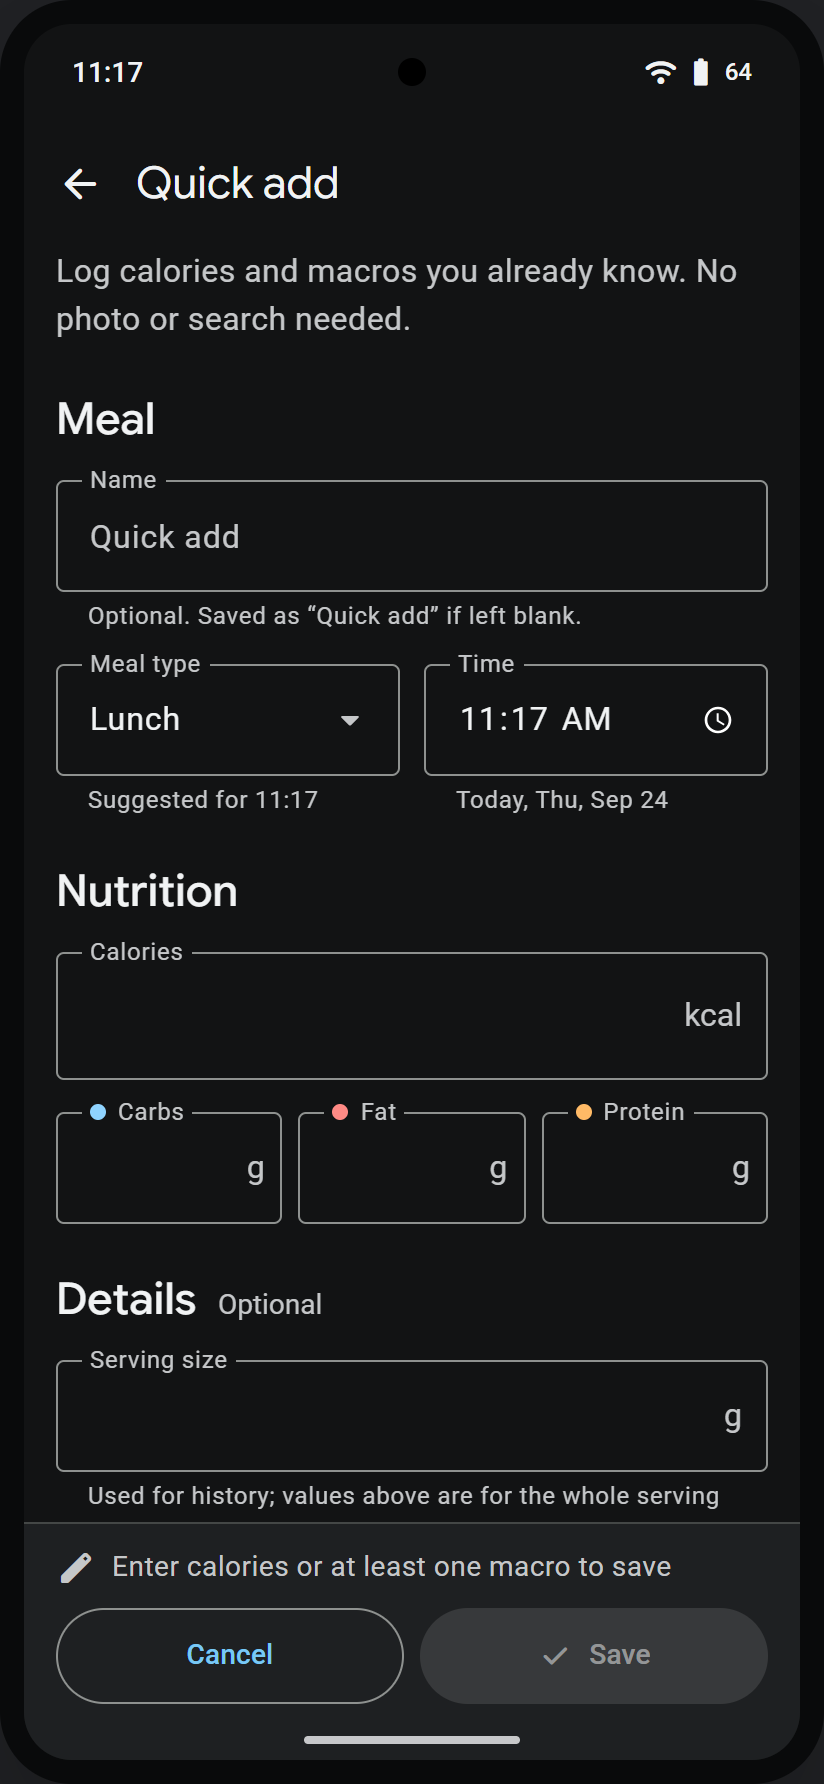 11:17
64
Quick add
Log calories and macros you already know. No
photo or search needed.
Meal
Name
Quick add
Optional. Saved as “Quick add” if left blank.
Meal type
Time
Lunch
11:17 AM
Suggested for 11:17
Today, Thu, Sep 24
Nutrition
Calories
kcal
Carbs
Fat
Protein
g
g
g
Details Optional
Serving size
g
Used for history; values above are for the whole serving
Enter calories or at least one macro to save
Cancel
Save